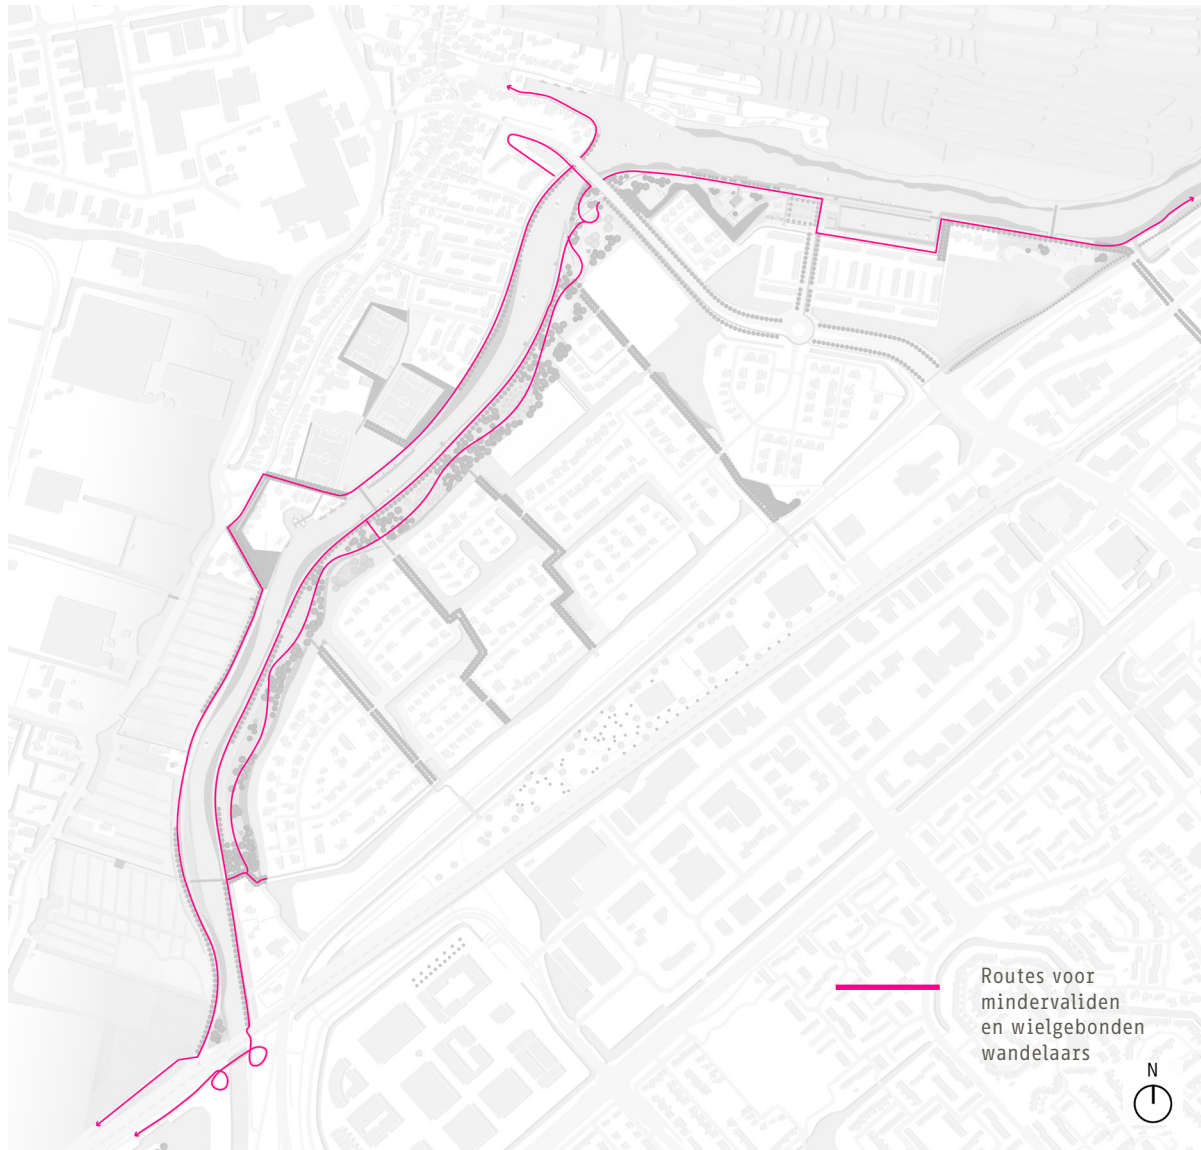 Routes voor
mindervaliden
en wielgebonden
wandelaars
N